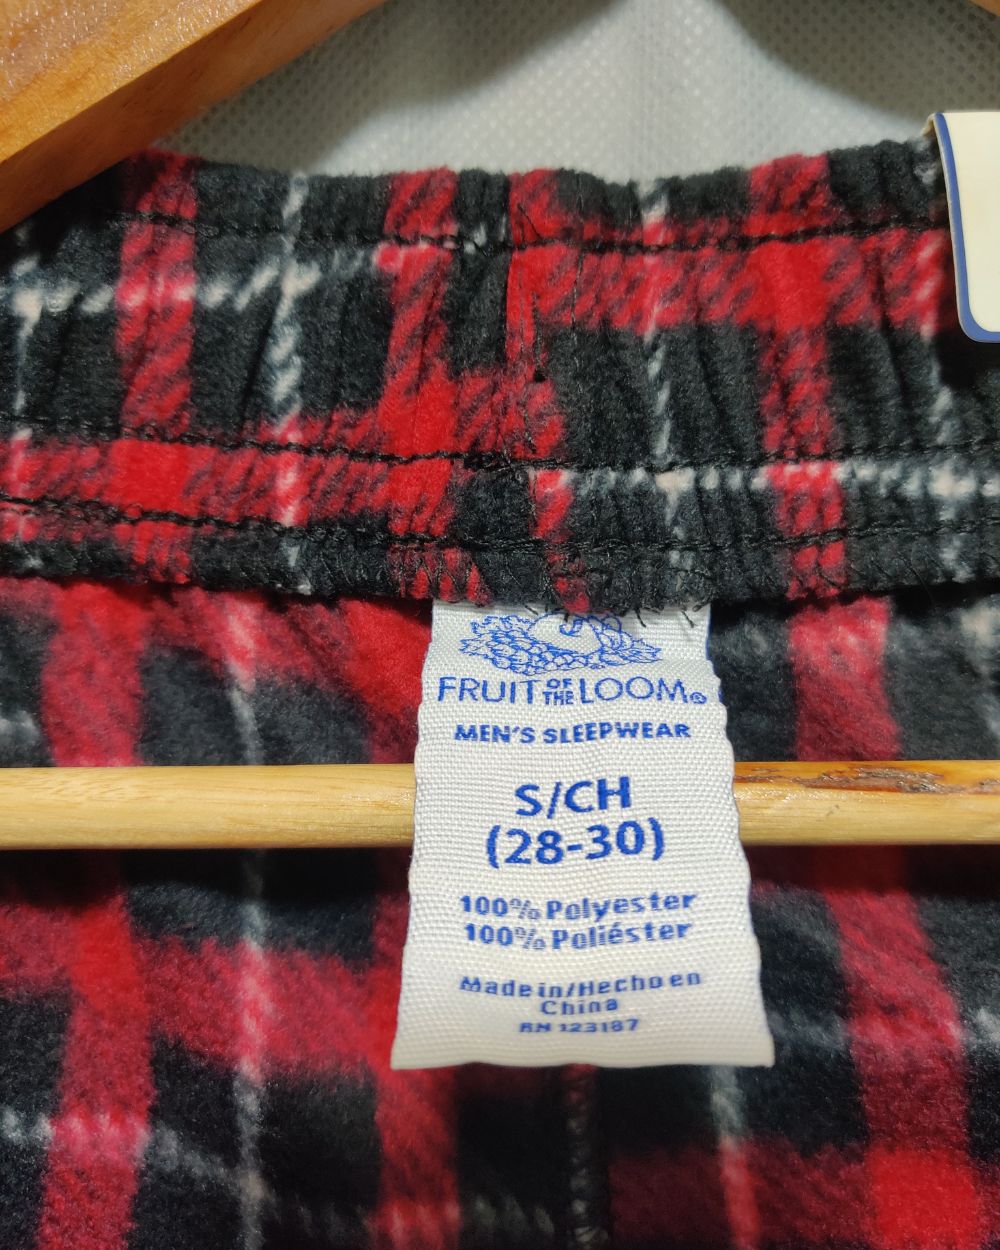 FRUIT OF THE LOOM®
MEN'S SLEEPWEAR
S/CH
(28-30)
100% Polyester
100% Poliéster
Made in/Hecho en
China
RN 123187